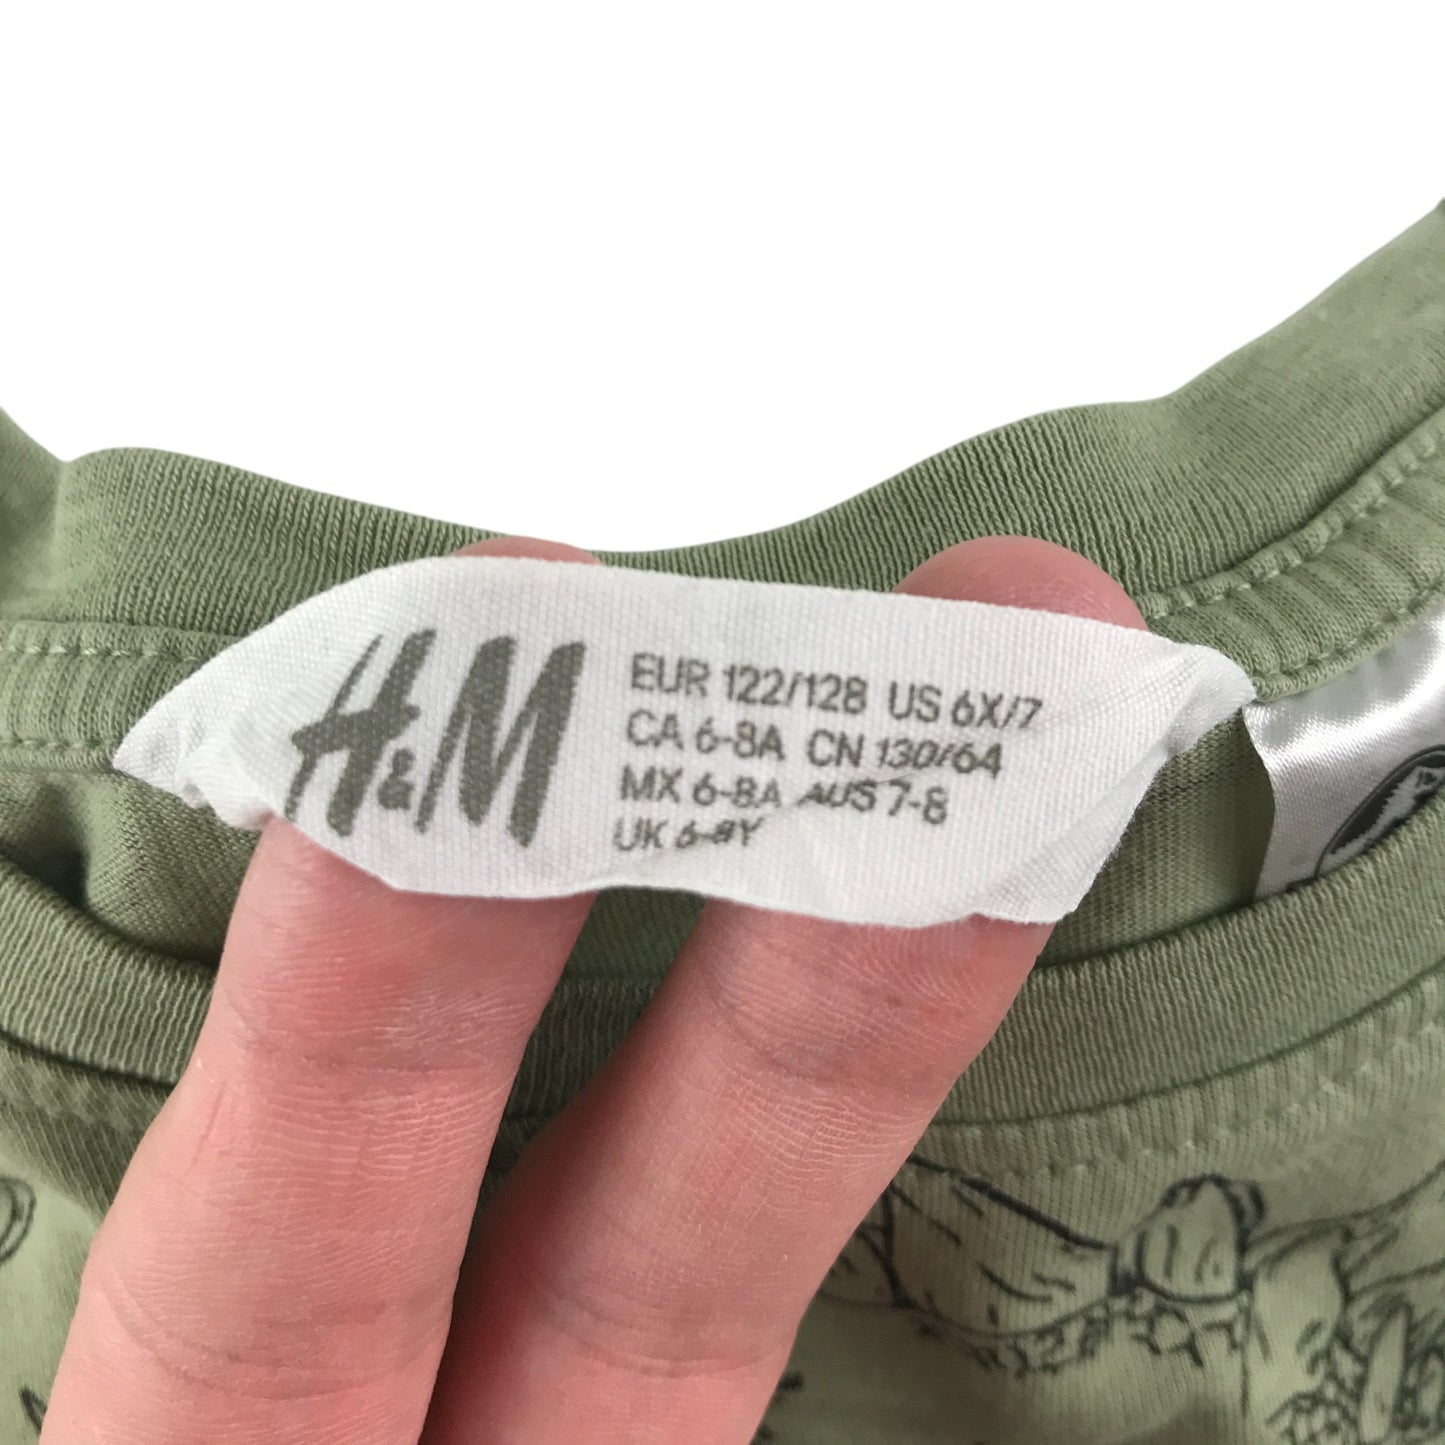 H&M
EUR 122/128 US 6X/7
CA 6-8A CN 130/64
MX 6-8A AUS 7-8
UK 6-8Y